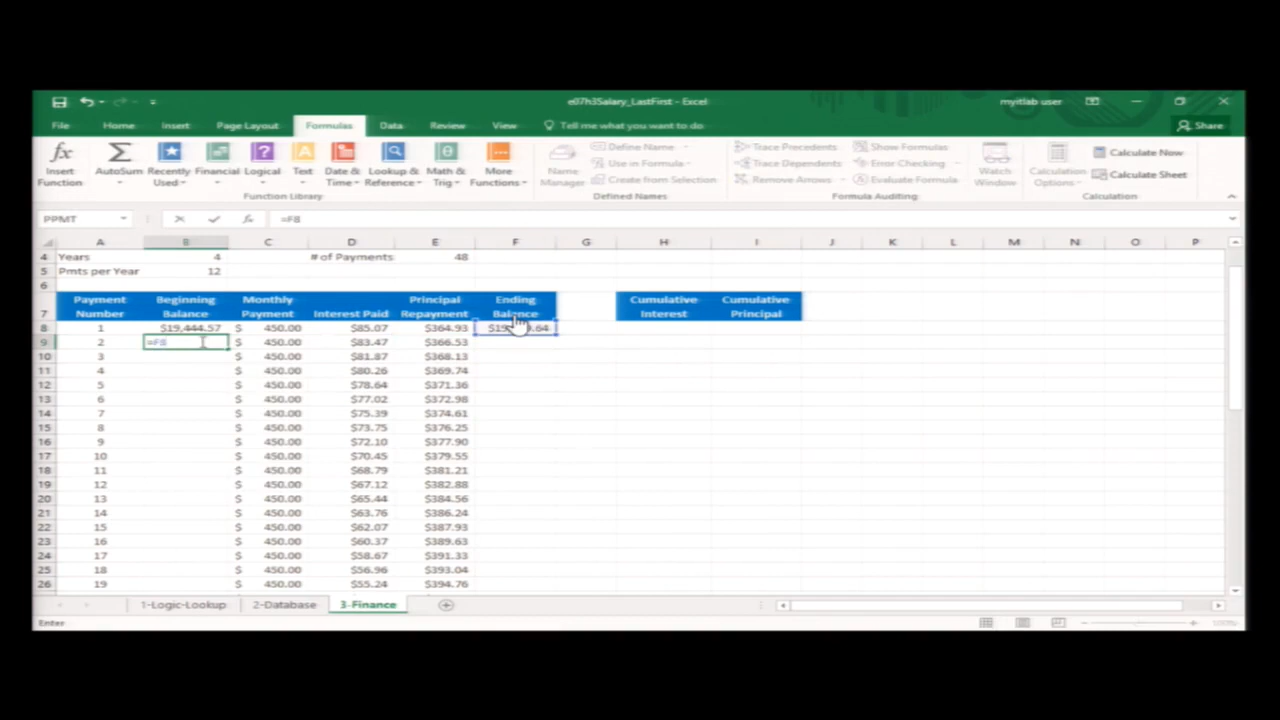 e07h3Salary_LastFirst - Excel
myitlab user
File Home Insert Page Layout Formulas Data Review View Tell me what you want to do Share
fx Insert Function
AutoSum
Recently Used
Financial
Logical
Text
Date & Time
Lookup & Reference
Math & Trig
More Functions
Function Library
Name Manager
Define Name
Use in Formula
Create from Selection
Defined Names
Trace Precedents
Trace Dependents
Remove Arrows
Show Formulas
Error Checking
Evaluate Formula
Formula Auditing
Watch Window
Calculation Options
Calculate Now
Calculate Sheet
Calculation
PPMT fx =F8
A B C D E F G H I J K L M N O P
4 Years 4 # of Payments 48
5 Pmts per Year 12
6
7 Payment Number Beginning Balance Monthly Payment Interest Paid Principal Repayment Ending Balance Cumulative Interest Cumulative Principal
8 1 $19,444.57 $ 450.00 $85.07 $364.93
9 2 =F8 $ 450.00 $83.47 $366.53
10 3 $ 450.00 $81.87 $368.13
11 4 $ 450.00 $80.26 $369.74
12 5 $ 450.00 $78.64 $371.36
13 6 $ 450.00 $77.02 $372.98
14 7 $ 450.00 $75.39 $374.61
15 8 $ 450.00 $73.75 $376.25
16 9 $ 450.00 $72.10 $377.90
17 10 $ 450.00 $70.45 $379.55
18 11 $ 450.00 $68.79 $381.21
19 12 $ 450.00 $67.12 $382.88
20 13 $ 450.00 $65.44 $384.56
21 14 $ 450.00 $63.76 $386.24
22 15 $ 450.00 $62.07 $387.93
23 16 $ 450.00 $60.37 $389.63
24 17 $ 450.00 $58.67 $391.33
25 18 $ 450.00 $56.96 $393.04
26 19 $ 450.00 $55.24 $394.76
1-Logic-Lookup 2-Database 3-Finance
Enter
100%